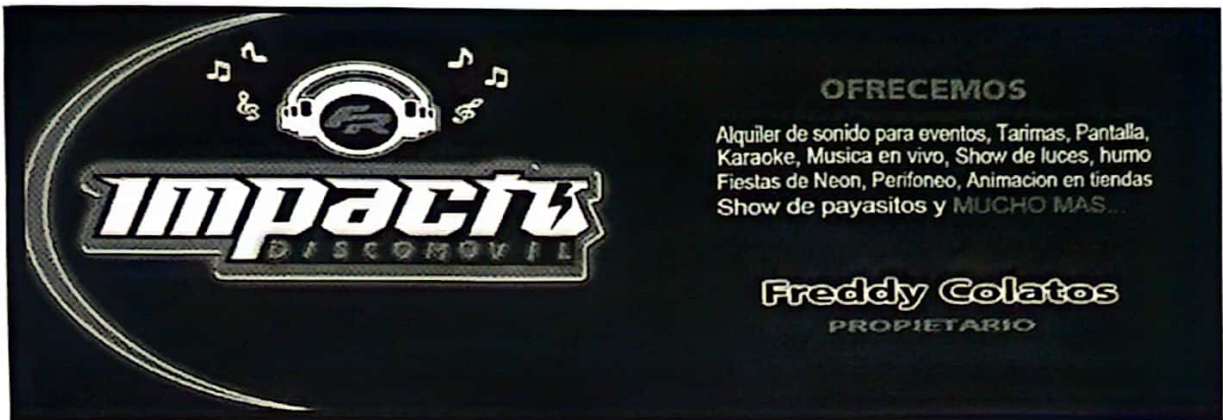 FR
Impacto
DISCOMOVIL
OFRECEMOS
Alquiler de sonido para eventos, Tarimas, Pantalla,
Karaoke, Musica en vivo, Show de luces, humo
Fiestas de Neon, Perifoneo, Animacion en tiendas
Show de payasitos y MUCHO MAS...
Freddy Colatos
PROPIETARIO